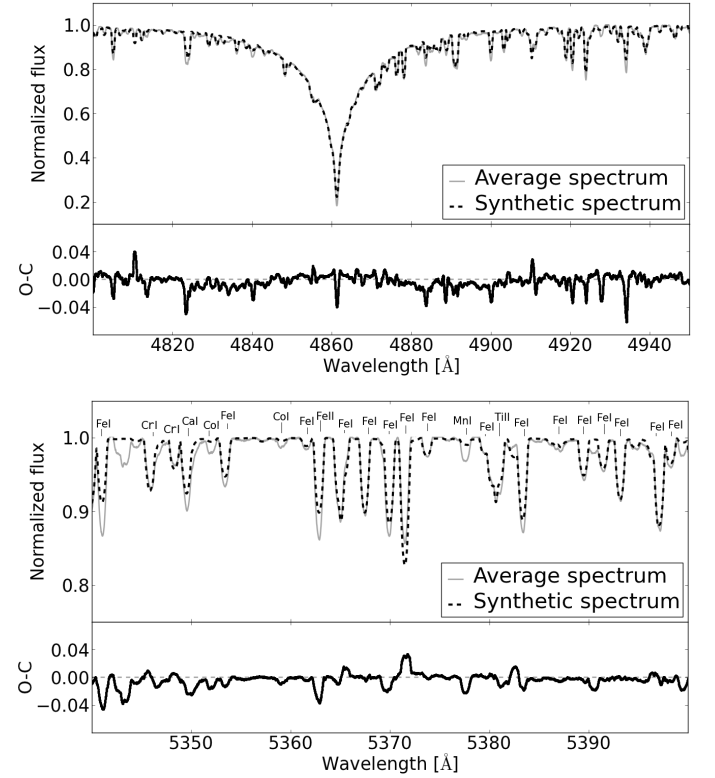 1.0
0.8
0.6
0.4
0.2
Normalized flux
Average spectrum
Synthetic spectrum
0.04
0.00
−0.04
O-C
4820 4840 4860 4880 4900 4920 4940
Wavelength [Å]
FeI CrI CrI CaI CoI FeI CoI FeI FeII FeI FeI FeI FeI FeI MnI FeI TiII FeI FeI FeI FeI FeI FeI FeI
1.0
0.9
0.8
Normalized flux
Average spectrum
Synthetic spectrum
0.04
0.00
−0.04
O-C
5350 5360 5370 5380 5390
Wavelength [Å]